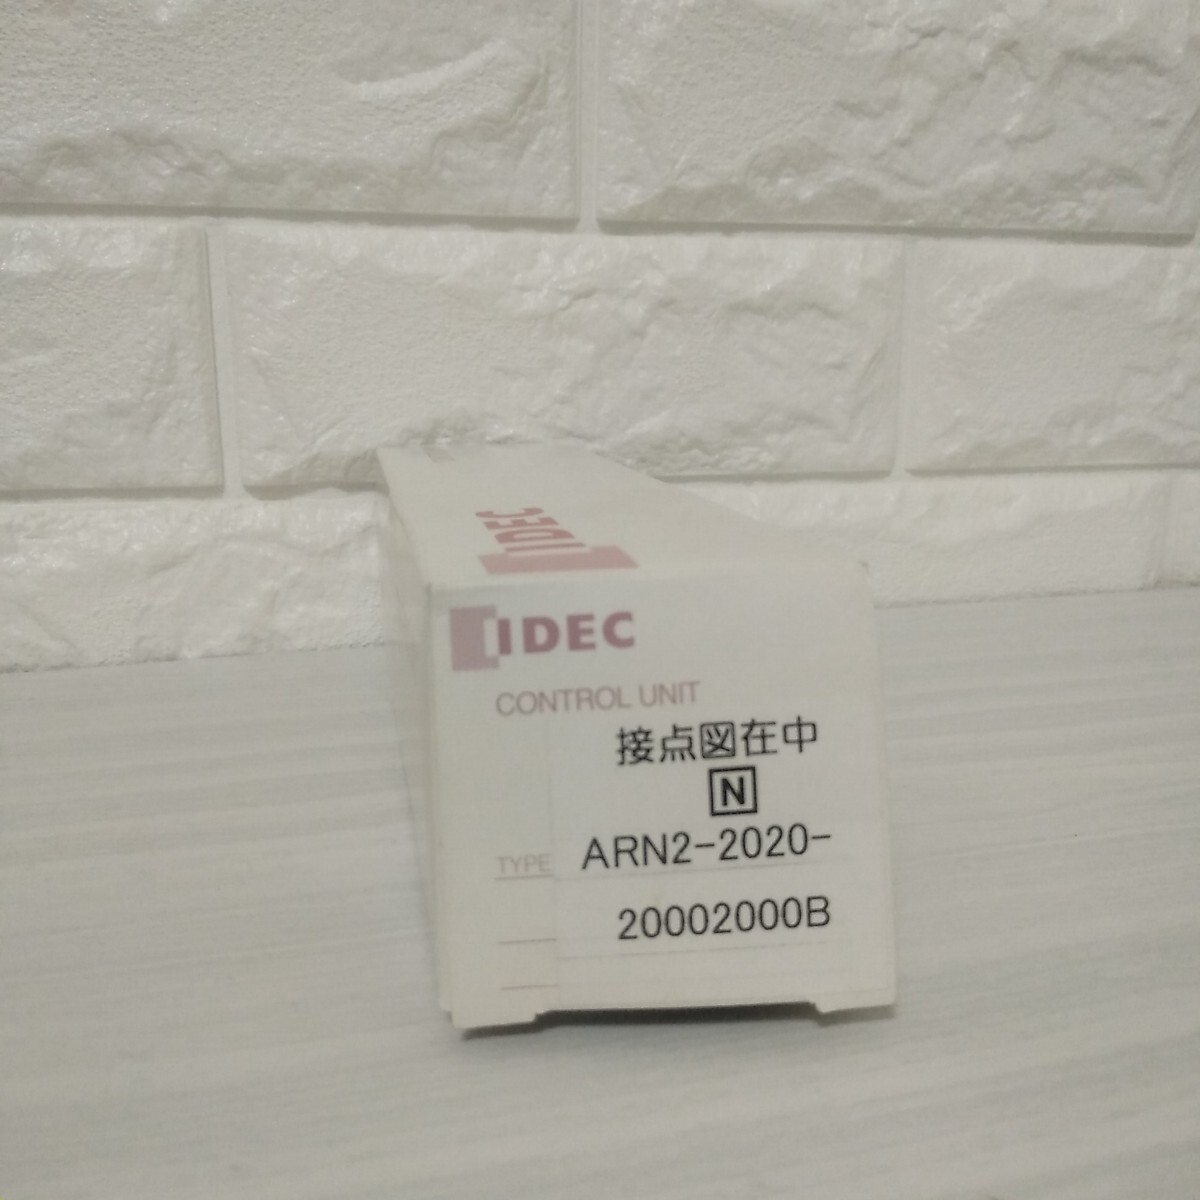 IDEC
IDEC
CONTROL UNIT
接点図在中
N
TYPE ARN2-2020-
20002000B